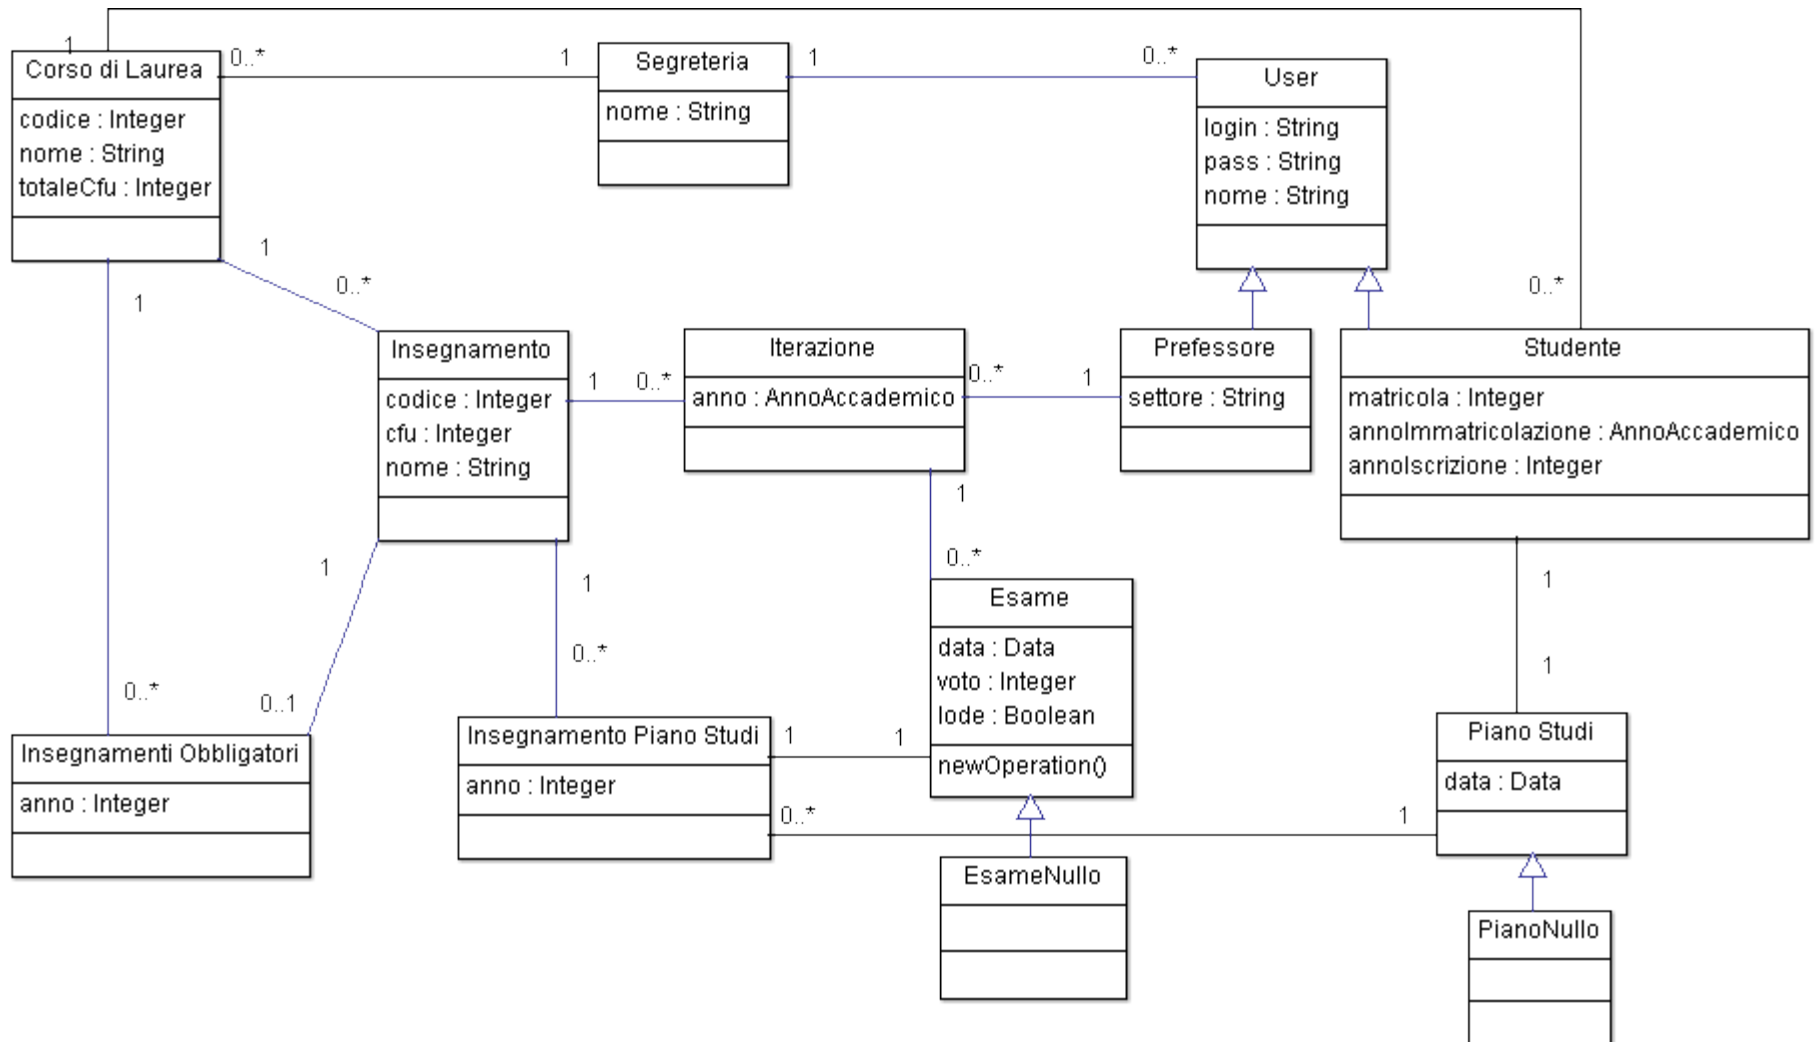 1
Corso di Laurea
codice : Integer
nome : String
totaleCfu : Integer
0..*
1
Segreteria
nome : String
1
0..*
User
login : String
pass : String
nome : String
1
0..*
1
0..*
Insegnamento
codice : Integer
cfu : Integer
nome : String
1
0..*
Iterazione
anno : AnnoAccademico
0..*
1
Prefessore
settore : String
Studente
matricola : Integer
annoImmatricolazione : AnnoAccademico
annoIscrizione : Integer
1
0..*
1
0..1
0..*
1
0..*
Esame
data : Data
voto : Integer
lode : Boolean
newOperation()
1
1
Insegnamenti Obbligatori
anno : Integer
Insegnamento Piano Studi
anno : Integer
1
1
0..*
1
Piano Studi
data : Data
EsameNullo
PianoNullo